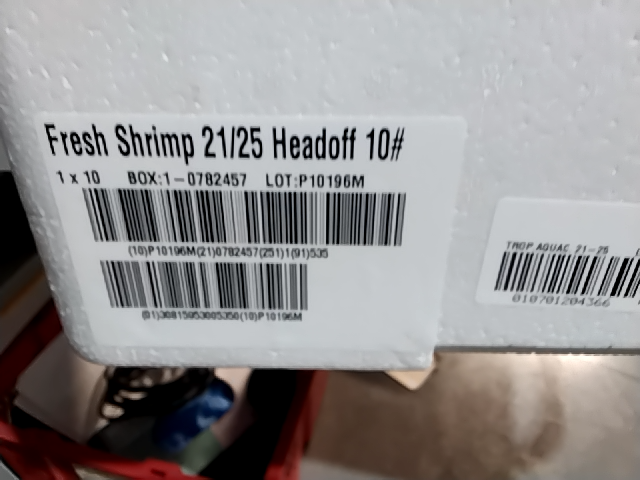 Fresh Shrimp 21/25 Headoff 10#
1 x 10 BOX:1-0782457 LOT:P10196M
(10)P10196M(21)0782457(251)1(91)535
(01)30815053005350(10)P10196M
TROP AQUAC 21-25
010701204366